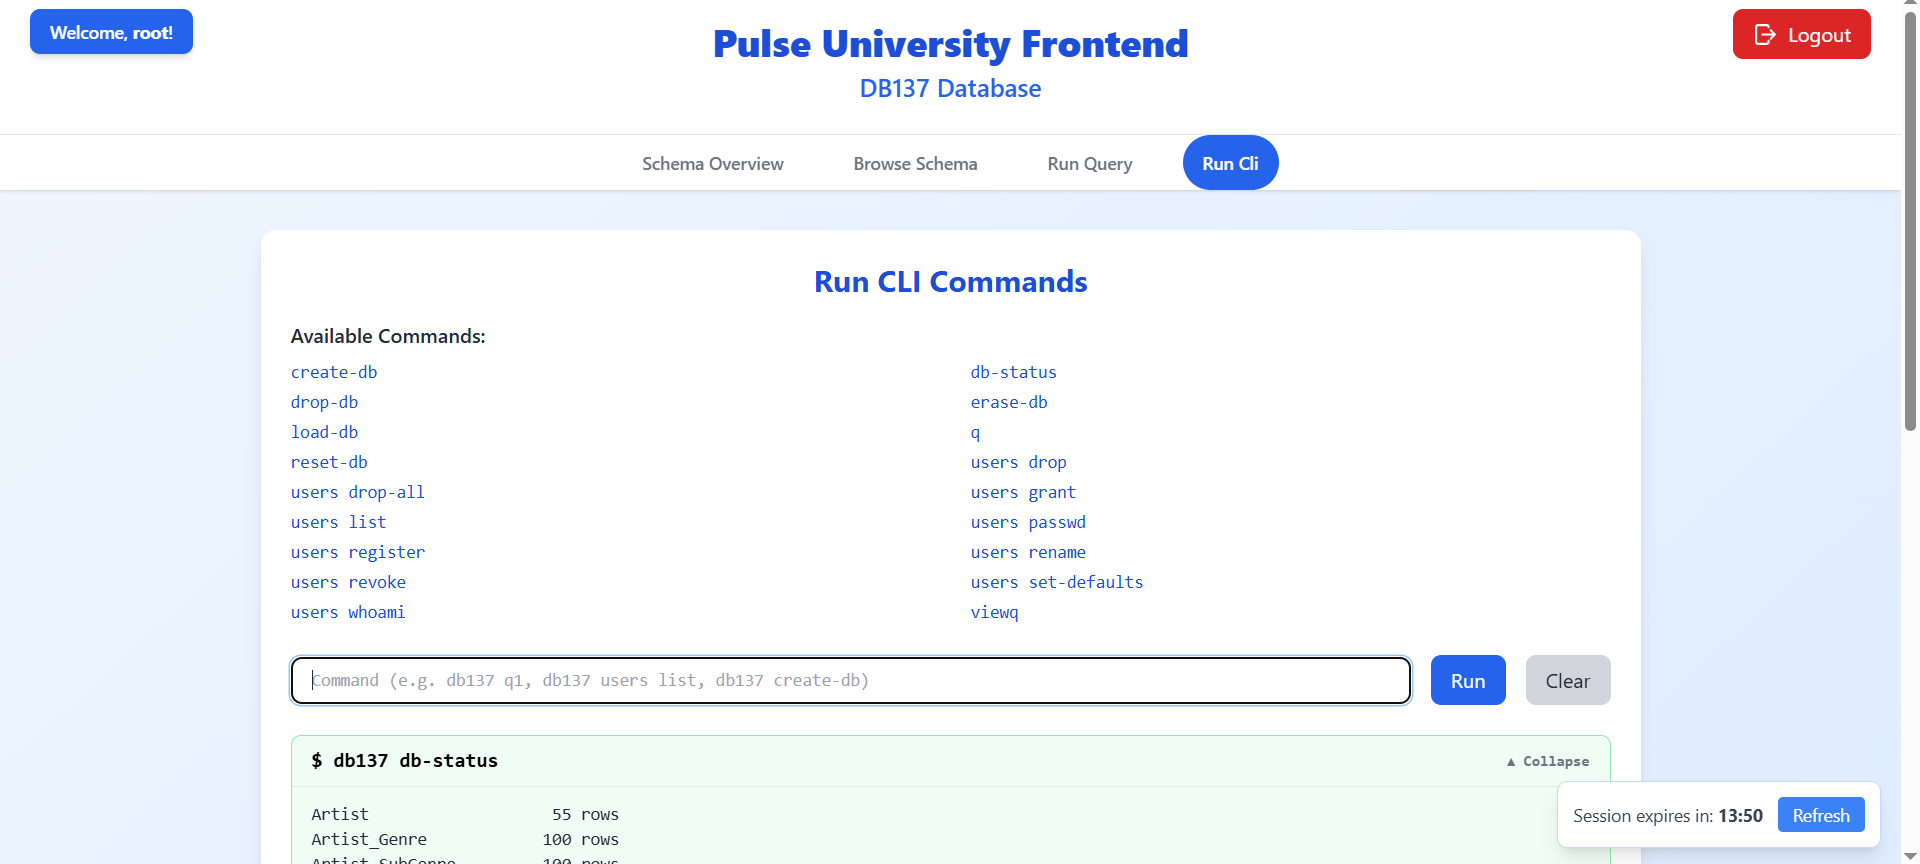 Welcome, root!
Pulse University Frontend
DB137 Database
Logout
Schema Overview
Browse Schema
Run Query
Run Cli
Run CLI Commands
Available Commands:
create-db
db-status
drop-db
erase-db
load-db
q
reset-db
users drop
users drop-all
users grant
users list
users passwd
users register
users rename
users revoke
users set-defaults
users whoami
viewq
Command (e.g. db137 q1, db137 users list, db137 create-db)
Run
Clear
$ db137 db-status
▲ Collapse
Artist 55 rows
Artist_Genre 100 rows
Artist_SubGenre 100 rows
Session expires in: 13:50
Refresh